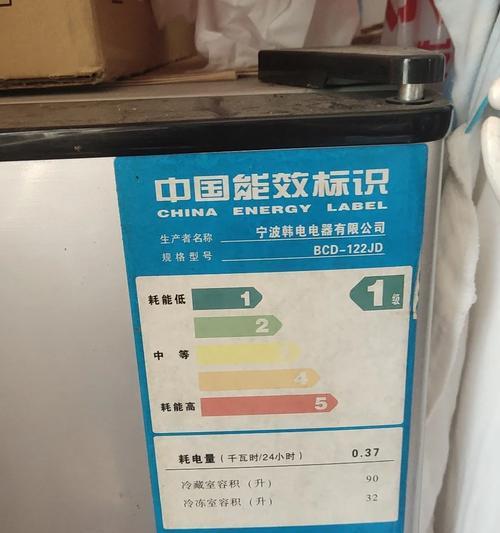 中国能效标识
CHINA ENERGY LABEL
生产者名称 宁波韩电电器有限公司
规格型号 BCD-122JD
耗能低 1 1级
2
中等 3
4
耗能高 5
耗电量（千瓦时/24小时） 0.37
冷藏室容积（升） 90
冷冻室容积（升） 32